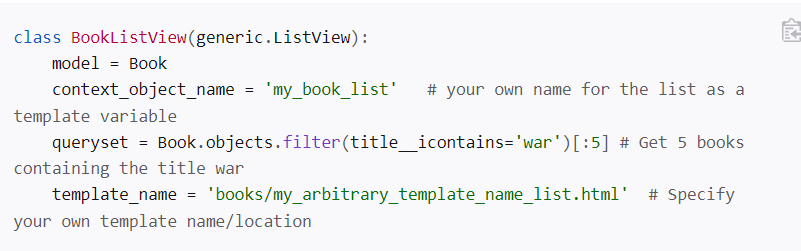 class BookListView(generic.ListView):
    model = Book
    context_object_name = 'my_book_list'   # your own name for the list as a
template variable
    queryset = Book.objects.filter(title__icontains='war')[:5] # Get 5 books
containing the title war
    template_name = 'books/my_arbitrary_template_name_list.html'  # Specify
your own template name/location